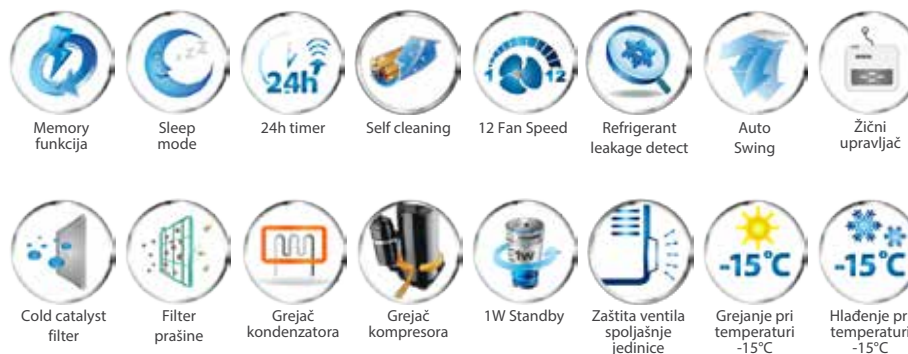 24h
1 12
Memory
funkcija
Sleep
mode
24h timer
Self cleaning
12 Fan Speed
Refrigerant
leakage detect
Auto
Swing
Žični
upravljač
1W
-15°C
-15°C
Cold catalyst
filter
Filter
prašine
Grejač
kondenzatora
Grejač
kompresora
1W Standby
Zaštita ventila
spoljašnje
jedinice
Grejanje pri
temperaturi
-15°C
Hlađenje pri
temperaturi
-15°C